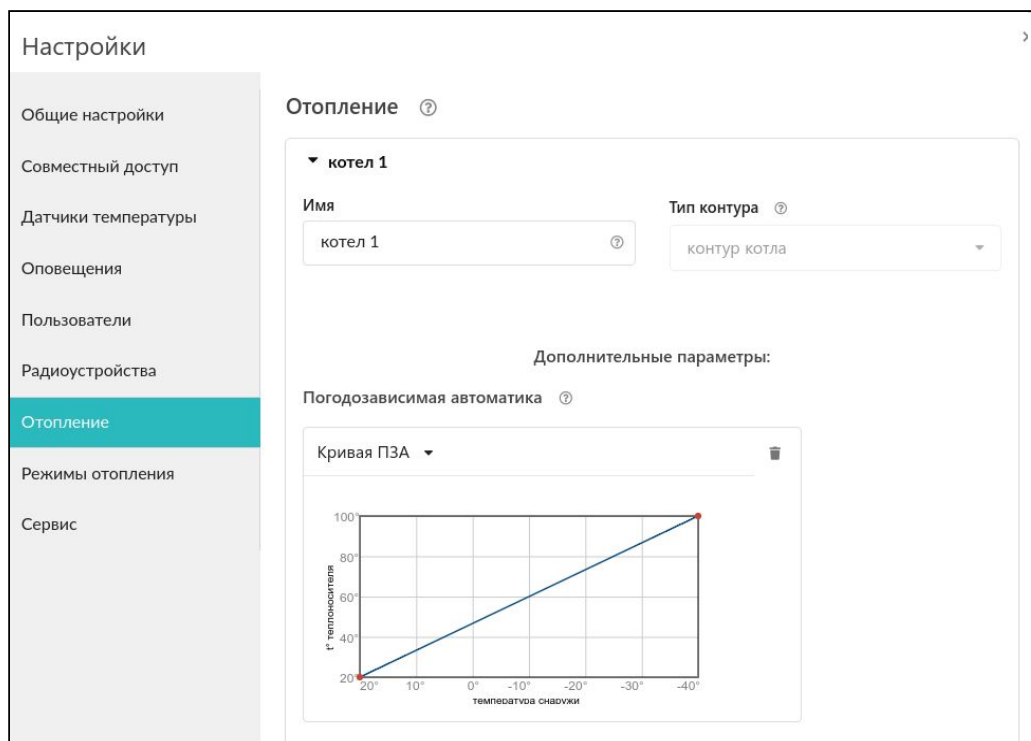 Настройки
Общие настройки
Совместный доступ
Датчики температуры
Оповещения
Пользователи
Радиоустройства
Отопление
Режимы отопления
Сервис
Отопление ?
котел 1
Имя
Тип контура ?
котел 1 ?
контур котла
Дополнительные параметры:
Погодозависимая автоматика ?
Кривая ПЗА
t° теплоносителя
100°
80°
60°
40°
20°
20° 10° 0° -10° -20° -30° -40°
температура снаружи